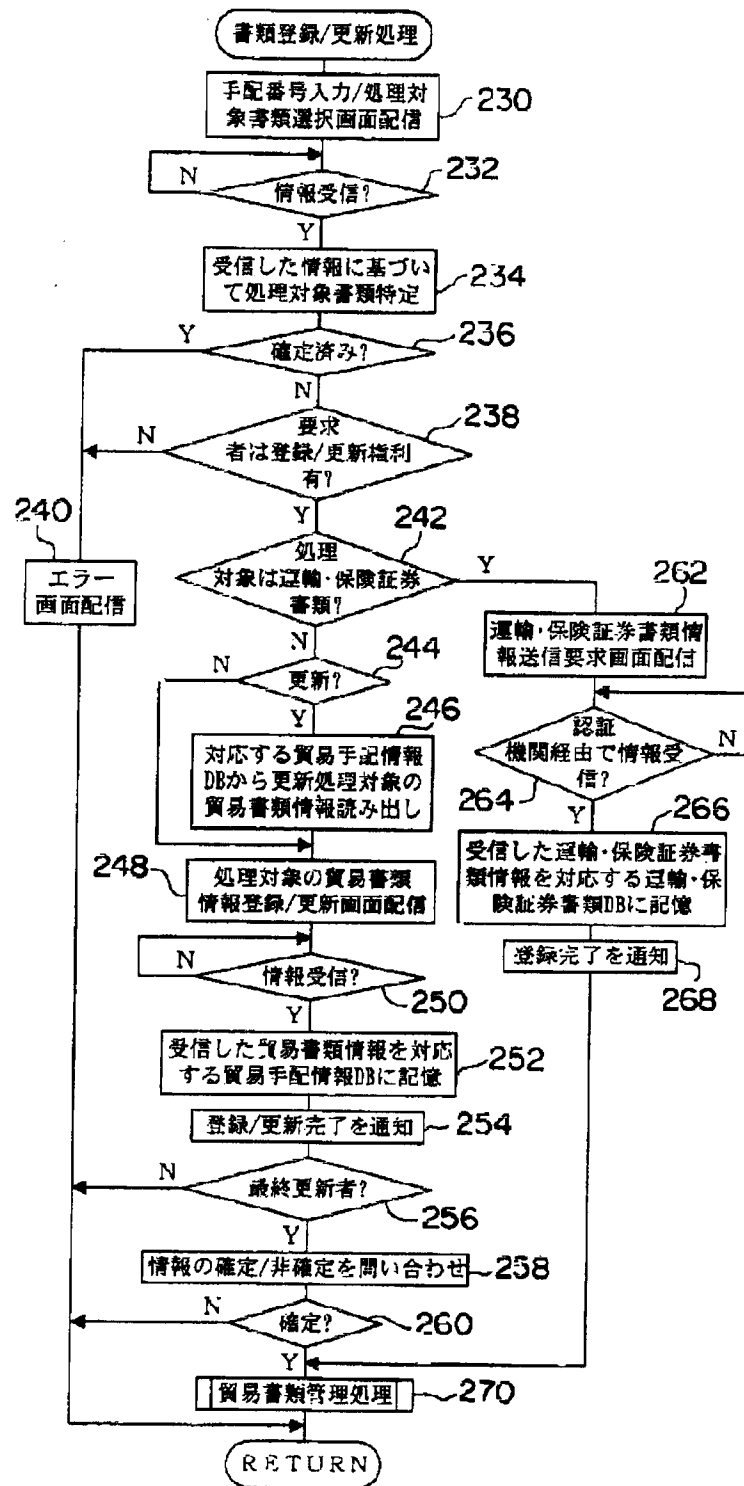 書類登録/更新処理
手配番号入力/処理対
象書類選択画面配信
230
N
情報受信?
232
Y
受信した情報に基づい
て処理対象書類特定
234
Y
確定済み?
236
N
N
要求
者は登録/更新権利
有?
238
Y
240
エラー
画面配信
処理
対象は運輸・保険証券
書類?
242
Y
262
運輸・保険証券書類情
報送信要求画面配信
N
N
更新?
244
Y
246
対応する貿易手配情報
DBから更新処理対象の
貿易書類情報読み出し
認証
機関経由で情報受
信?
N
264
Y
266
受信した運輸・保険証券書
類情報を対応する運輸・保
険証券書類DBに記憶
248
処理対象の貿易書類
情報登録/更新画面配信
登録完了を通知
268
N
情報受信?
250
Y
受信した貿易書類情報を対応
する貿易手配情報DBに記憶
252
登録/更新完了を通知
254
N
最終更新者?
256
Y
情報の確定/非確定を問い合わせ
258
N
確定?
260
Y
貿易書類管理処理
270
RETURN